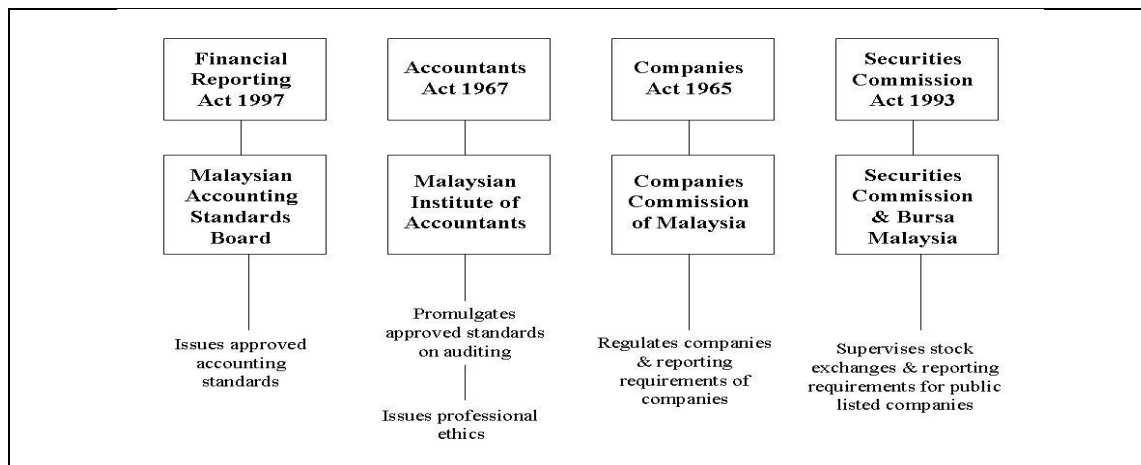 Financial
Reporting
Act 1997
Accountants
Act 1967
Companies
Act 1965
Securities
Commission
Act 1993
Malaysian
Accounting
Standards
Board
Malaysian
Institute of
Accountants
Companies
Commission
of Malaysia
Securities
Commission
& Bursa
Malaysia
Issues approved
accounting
standards
Promulgates
approved standards
on auditing
Issues professional
ethics
Regulates companies
& reporting
requirements of
companies
Supervises stock
exchanges & reporting
requirements for public
listed companies